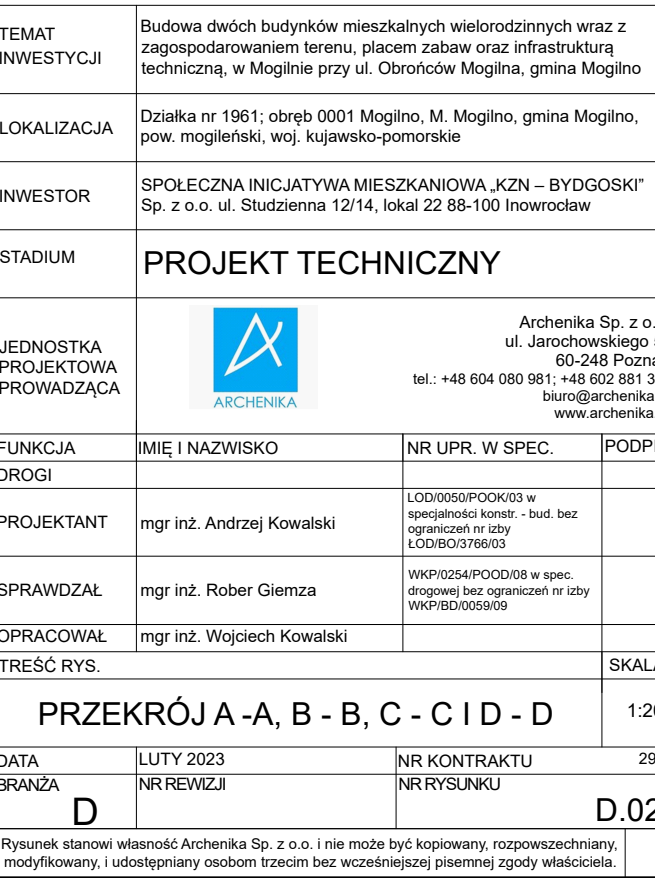 TEMAT
INWESTYCJI
Budowa dwóch budynków mieszkalnych wielorodzinnych wraz z
zagospodarowaniem terenu, placem zabaw oraz infrastrukturą
techniczną, w Mogilnie przy ul. Obrońców Mogilna, gmina Mogilno
LOKALIZACJA
Działka nr 1961; obręb 0001 Mogilno, M. Mogilno, gmina Mogilno,
pow. mogileński, woj. kujawsko-pomorskie
INWESTOR
SPOŁECZNA INICJATYWA MIESZKANIOWA „KZN – BYDGOSKI”
Sp. z o.o. ul. Studzienna 12/14, lokal 22 88-100 Inowrocław
STADIUM
PROJEKT TECHNICZNY
JEDNOSTKA
PROJEKTOWA
PROWADZĄCA
ARCHENIKA
Archenika Sp. z o.
ul. Jarochowskiego
60-248 Pozna
tel.: +48 604 080 981; +48 602 881 3
biuro@archenika
www.archenika
FUNKCJA IMIĘ I NAZWISKO NR UPR. W SPEC. PODP
DROGI
PROJEKTANT mgr inż. Andrzej Kowalski
LOD/0050/POOK/03 w
specjalności konstr. - bud. bez
ograniczeń nr izby
ŁOD/BO/3766/03
SPRAWDZAŁ mgr inż. Rober Giemza
WKP/0254/POOD/08 w spec.
drogowej bez ograniczeń nr izby
WKP/BD/0059/09
OPRACOWAŁ mgr inż. Wojciech Kowalski
TREŚĆ RYS. SKALA
PRZEKRÓJ A -A, B - B, C - C I D - D 1:20
DATA LUTY 2023 NR KONTRAKTU 29
BRANŻA NR REWIZJI NR RYSUNKU
D D.02
Rysunek stanowi własność Archenika Sp. z o.o. i nie może być kopiowany, rozpowszechniany,
modyfikowany, i udostępniany osobom trzecim bez wcześniejszej pisemnej zgody właściciela.